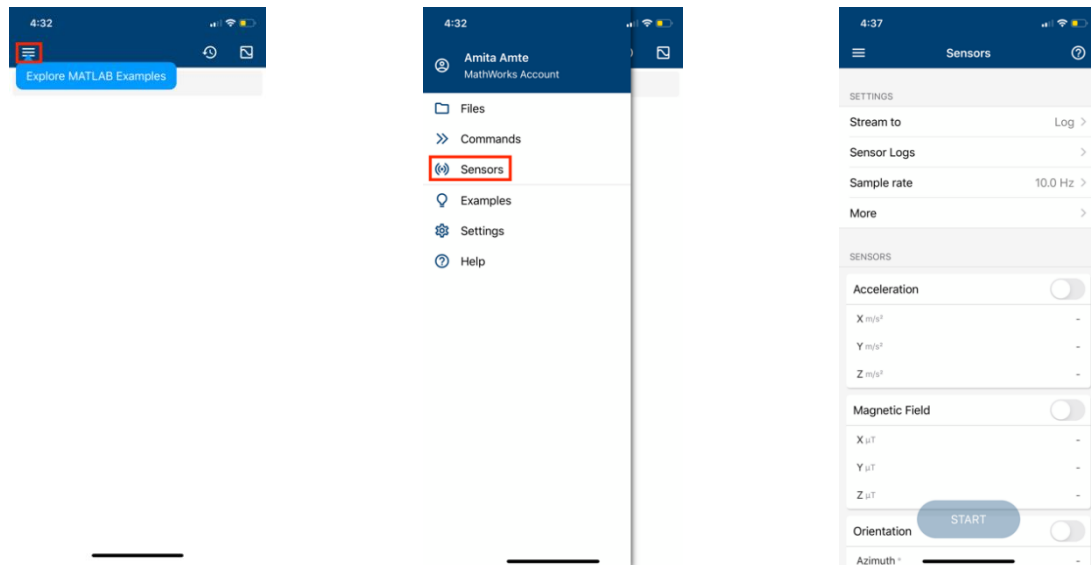 4:32
Explore MATLAB Examples
4:32
Amita Amte
MathWorks Account
Files
Commands
Sensors
Examples
Settings
Help
4:37
Sensors
SETTINGS
Stream to Log
Sensor Logs
Sample rate 10.0 Hz
More
SENSORS
Acceleration
X m/s² -
Y m/s² -
Z m/s² -
Magnetic Field
X µT -
Y µT -
Z µT -
START
Orientation
Azimuth ° -